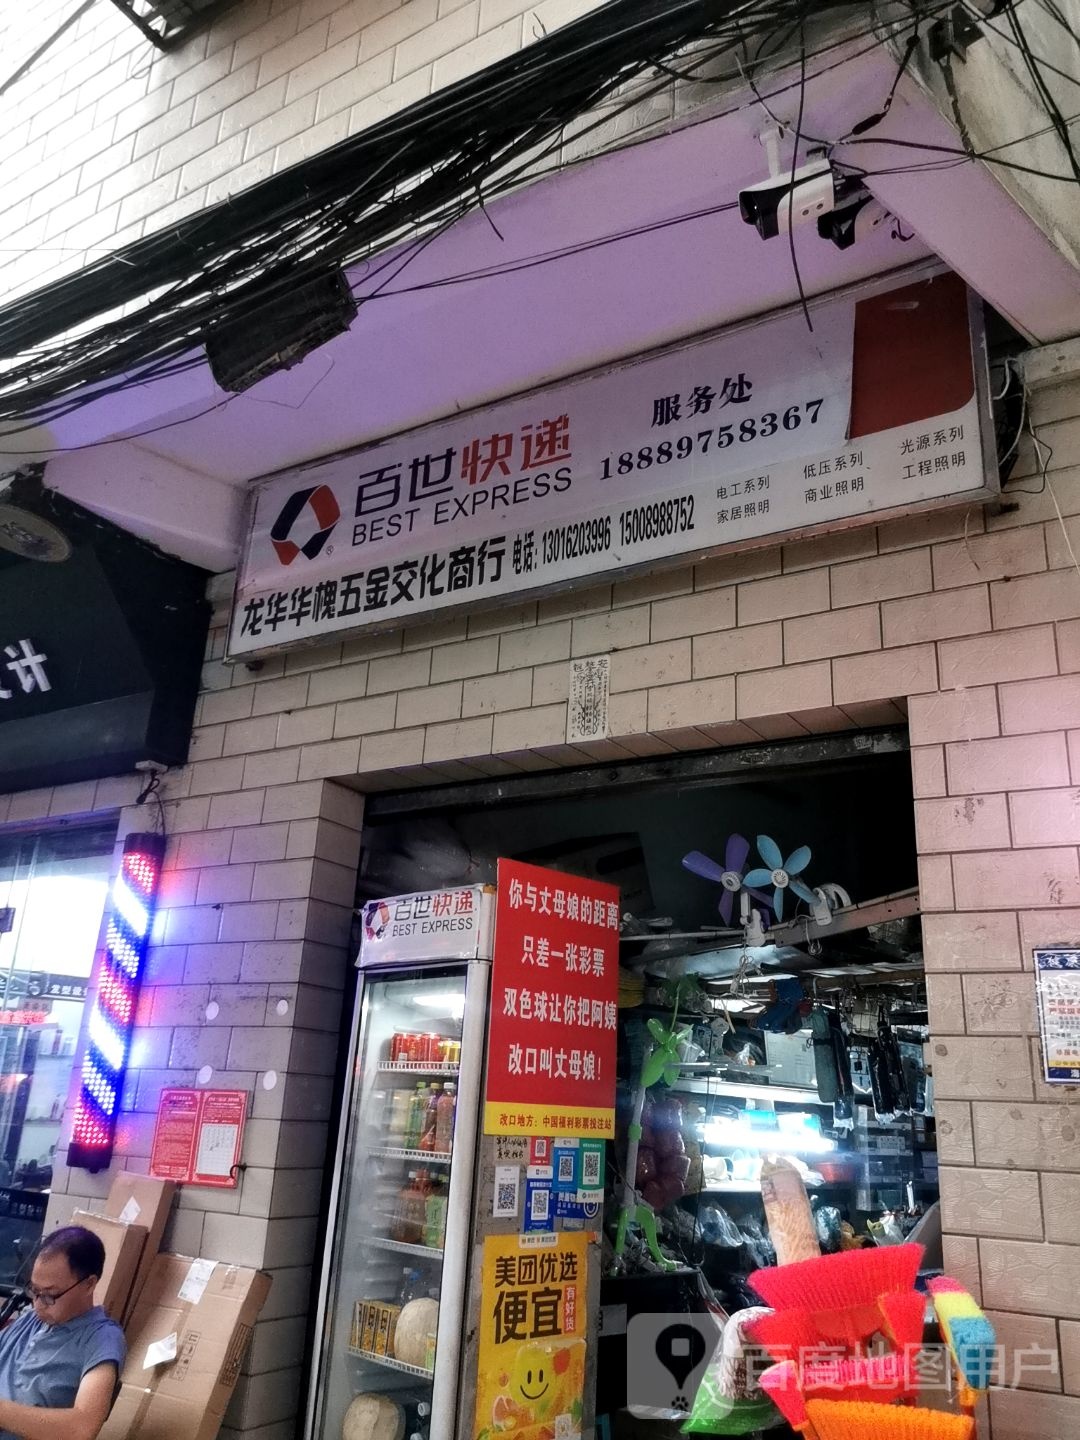 百世快递
BEST EXPRESS
服务处
18889758367
龙华华槐五金交化商行
电话:13016203996 15008988752
电工系列
低压系列
光源系列
家居照明
商业照明
工程照明
计
百世快递
BEST EXPRESS
你与丈母娘的距离
只差一张彩票
双色球让你把阿姨
改口叫丈母娘!
改口地方:中国福利彩票投注站
美团优选
便宜
有好货
百度地图用户